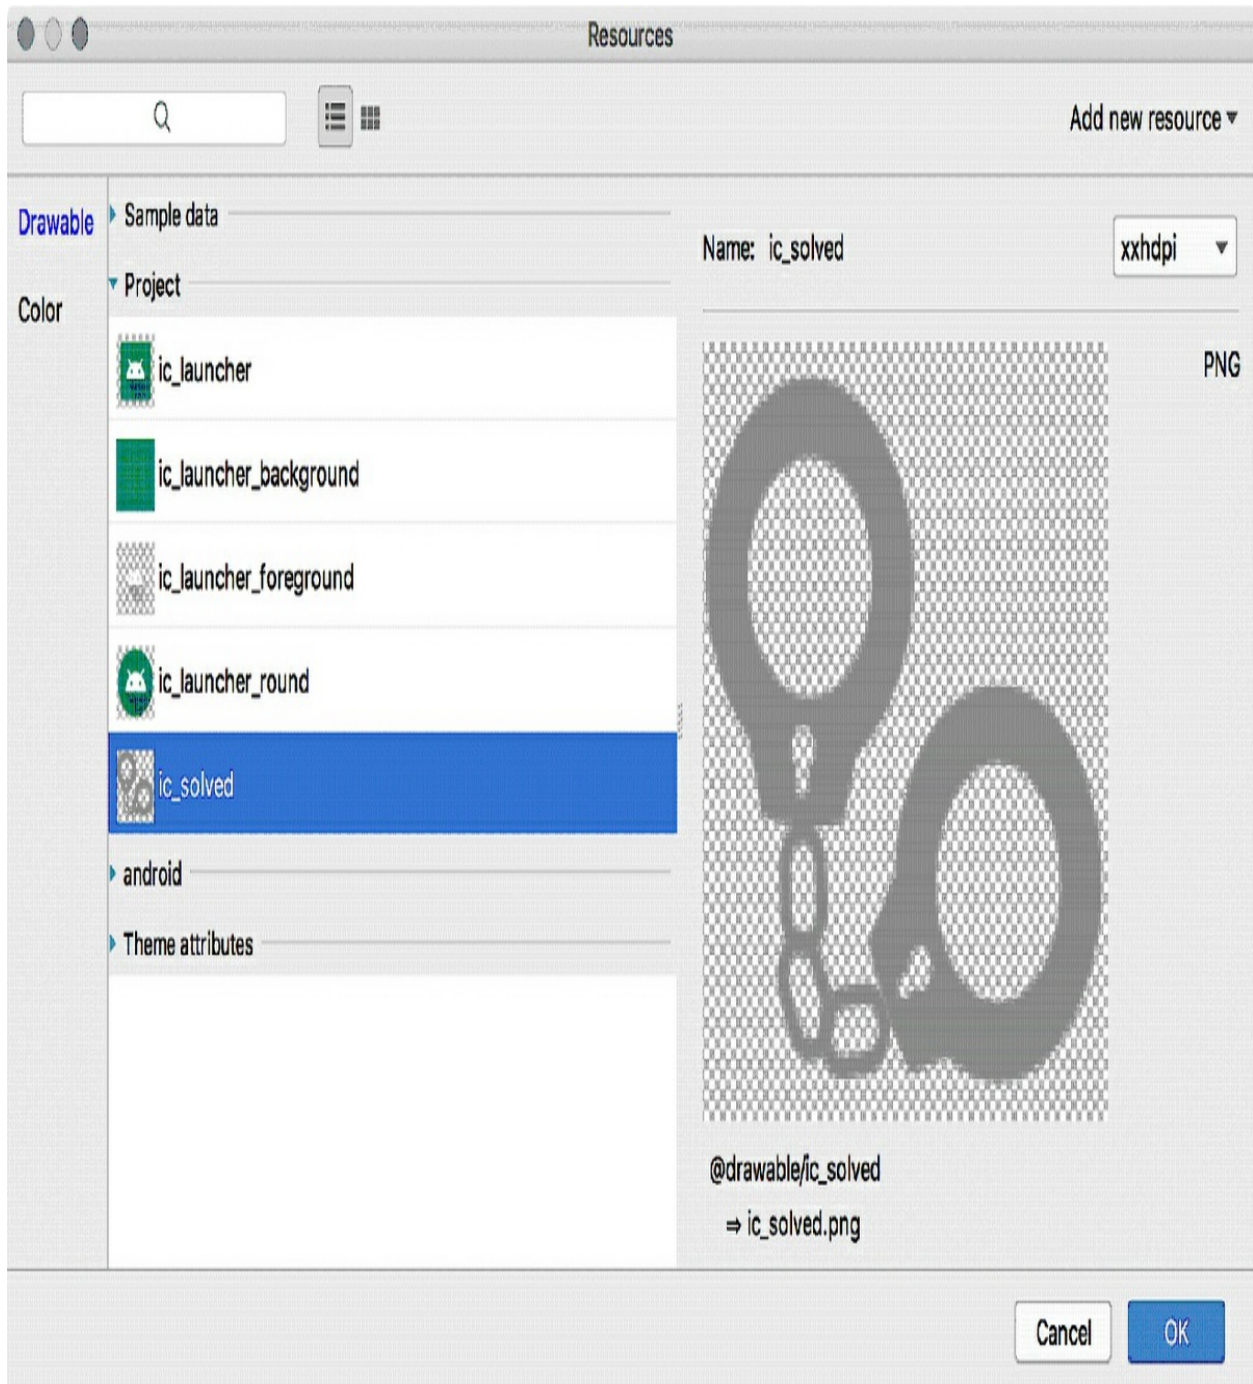 Resources
Add new resource
Drawable
Color
Sample data
Project
ic_launcher
ic_launcher_background
ic_launcher_foreground
ic_launcher_round
ic_solved
android
Theme attributes
Name: ic_solved
xxhdpi
PNG
@drawable/ic_solved
⇒ ic_solved.png
Cancel
OK